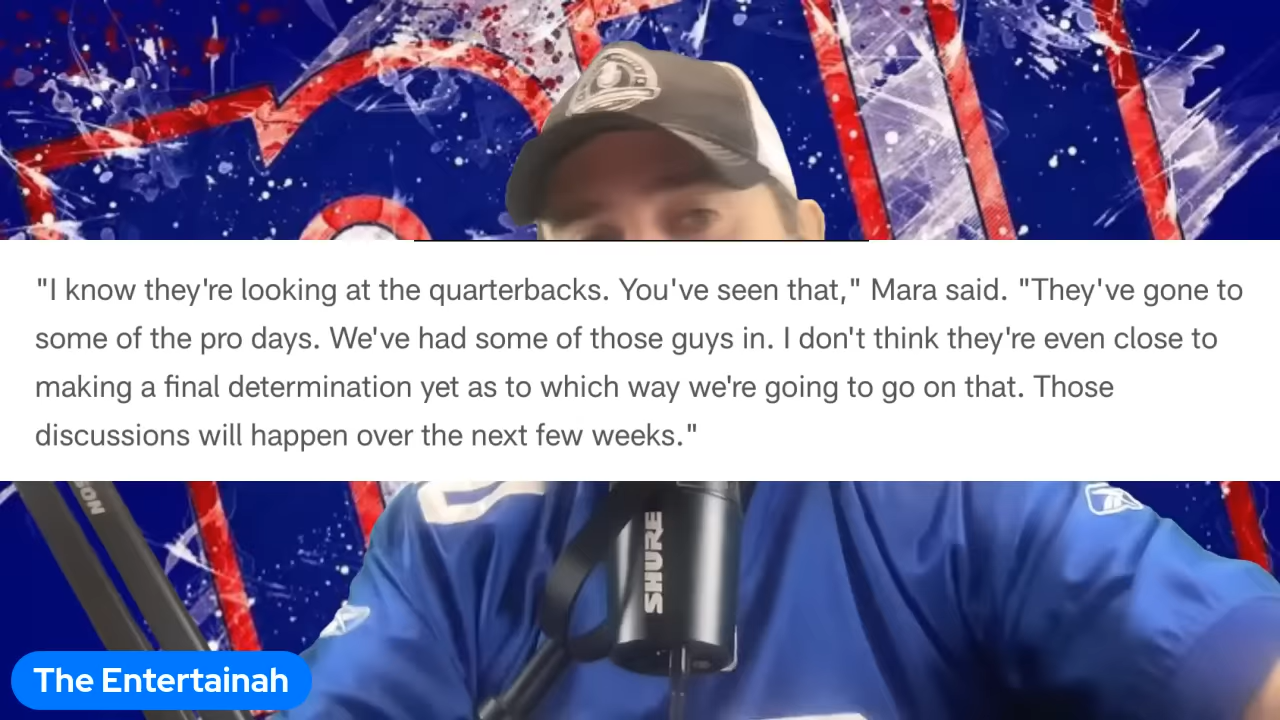 "I know they're looking at the quarterbacks. You've seen that," Mara said. "They've gone to
some of the pro days. We've had some of those guys in. I don't think they're even close to
making a final determination yet as to which way we're going to go on that. Those
discussions will happen over the next few weeks."
SHURE
The Entertainah